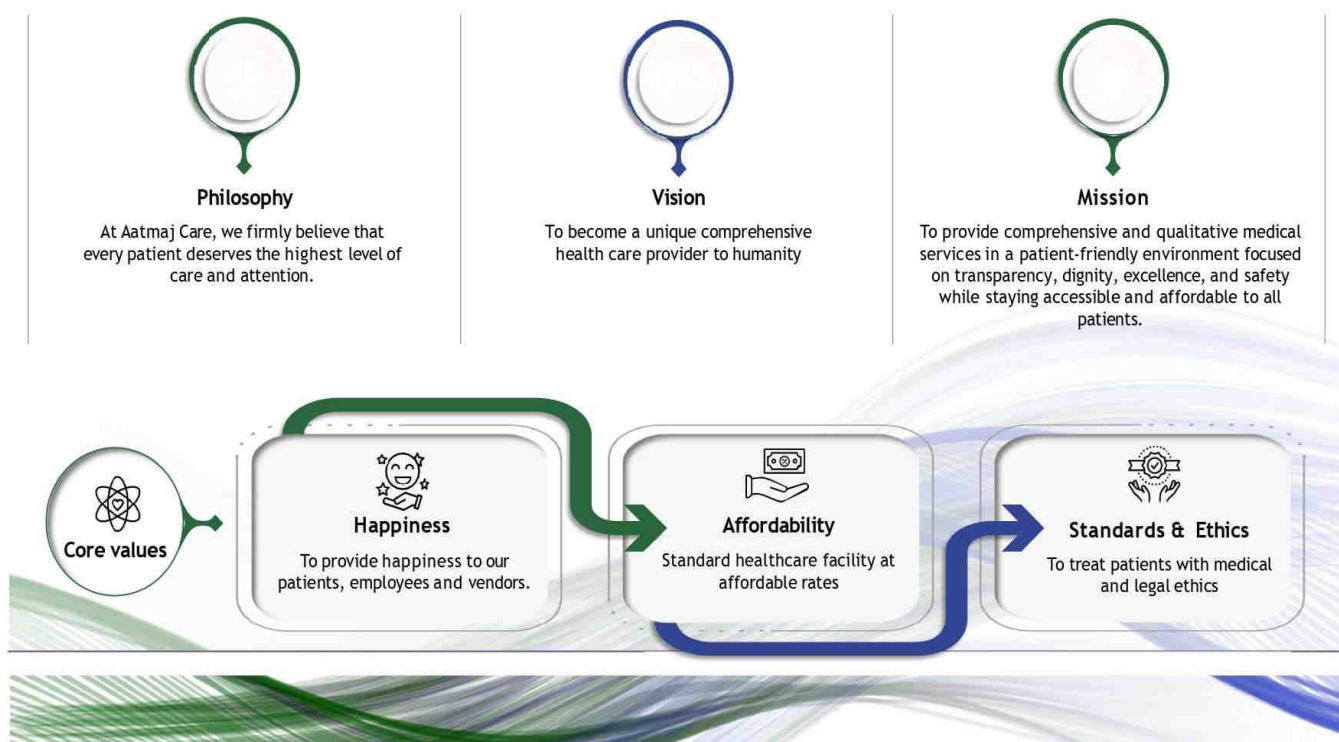 Philosophy
At Aatmaj Care, we firmly believe that
every patient deserves the highest level of
care and attention.
Vision
To become a unique comprehensive
health care provider to humanity
Mission
To provide comprehensive and qualitative medical
services in a patient-friendly environment focused
on transparency, dignity, excellence, and safety
while staying accessible and affordable to all
patients.
Core values
Happiness
To provide happiness to our
patients, employees and vendors.
Affordability
Standard healthcare facility at
affordable rates
Standards & Ethics
To treat patients with medical
and legal ethics